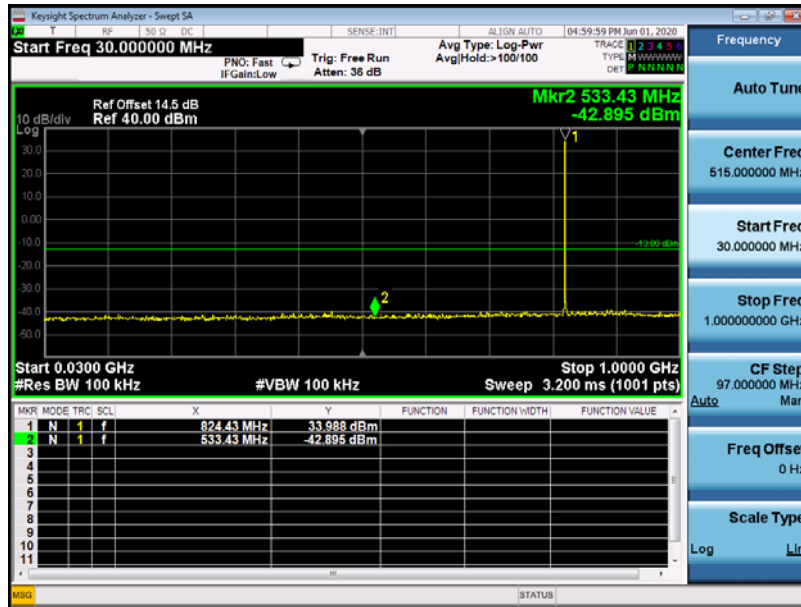 Keysight Spectrum Analyzer - Swept SA
T RF 50 Ω DC SENSE:INT ALIGN AUTO 04:59:59 PM Jun 01, 2020
Start Freq 30.000000 MHz
PNO: Fast
IFGain:Low
Trig: Free Run
Atten: 36 dB
Avg Type: Log-Pwr
Avg|Hold:>100/100
TRACE 1 2 3 4 5 6
TYPE M WWWWW
DET P N N N N N
Ref Offset 14.5 dB
Ref 40.00 dBm
10 dB/div
Log
Mkr2 533.43 MHz
-42.895 dBm
30.0
20.0
10.0
0.00
-10.0
-20.0
-30.0
-40.0
-50.0
1
-13.00 dBm
2
Start 0.0300 GHz
#Res BW 100 kHz
#VBW 100 kHz
Stop 1.0000 GHz
Sweep 3.200 ms (1001 pts)
MKR MODE TRC SCL X Y FUNCTION FUNCTION WIDTH FUNCTION VALUE
1 N 1 f 824.43 MHz 33.988 dBm
2 N 1 f 533.43 MHz -42.895 dBm
3
4
5
6
7
8
9
10
11
MSG
STATUS
Frequency
Auto Tune
Center Freq
515.000000 MHz
Start Freq
30.000000 MHz
Stop Freq
1.000000000 GHz
CF Step
97.000000 MHz
Auto Man
Freq Offset
0 Hz
Scale Type
Log Lin